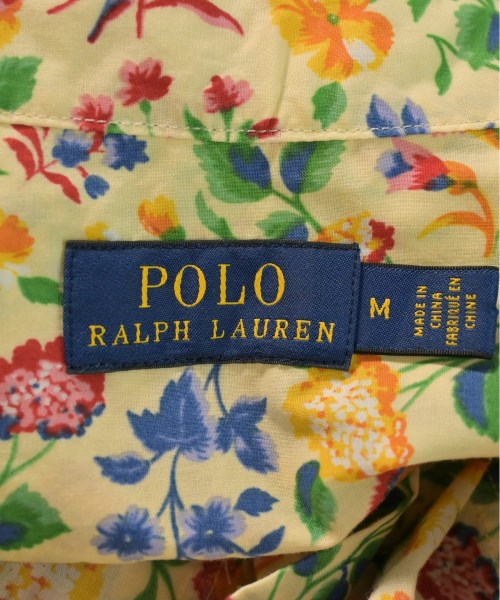 POLO
RALPH LAUREN
M
MADE IN
CHINA
FABRIQUÉ EN
CHINE